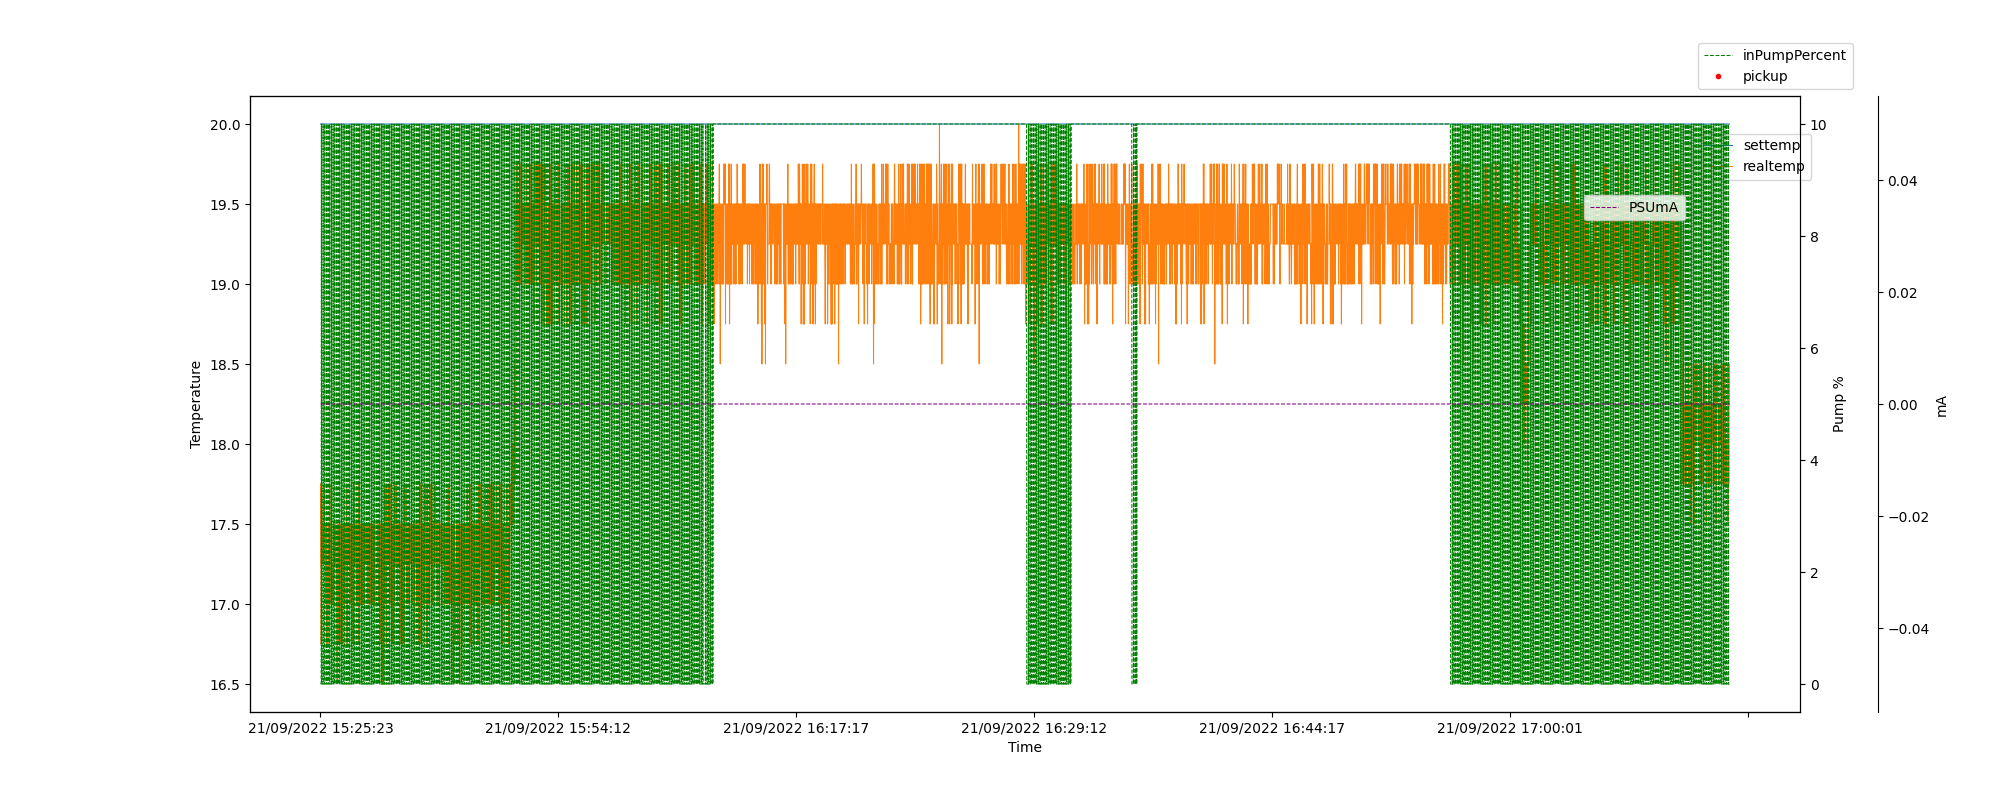 inPumpPercent
pickup
settemp
realtemp
PSUmA
Temperature
20.0
19.5
19.0
18.5
18.0
17.5
17.0
16.5
10
8
6
4
2
0
Pump %
0.04
0.02
0.00
−0.02
−0.04
mA
21/09/2022 15:25:23
21/09/2022 15:54:12
21/09/2022 16:17:17
21/09/2022 16:29:12
21/09/2022 16:44:17
21/09/2022 17:00:01
Time